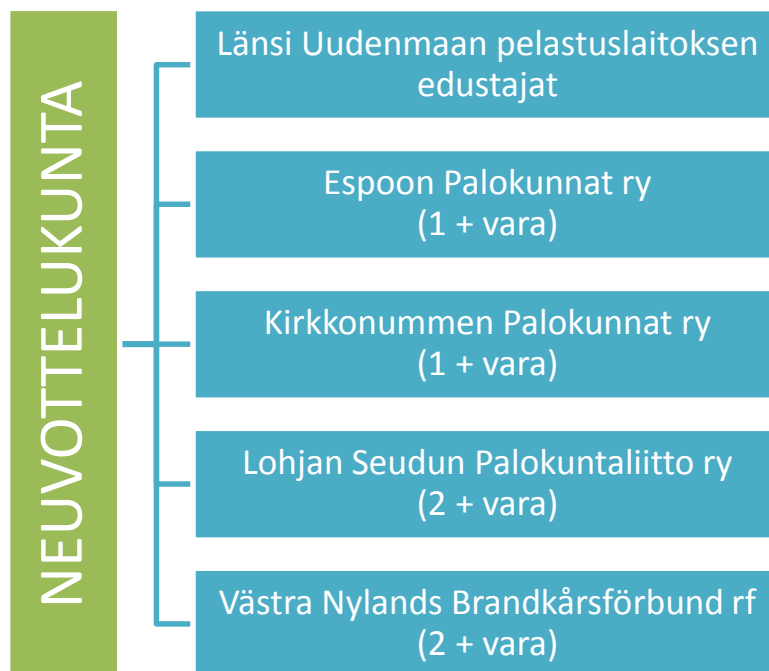 NEUVOTTELUKUNTA
Länsi Uudenmaan pelastuslaitoksen
edustajat
Espoon Palokunnat ry
(1 + vara)
Kirkkonummen Palokunnat ry
(1 + vara)
Lohjan Seudun Palokuntaliitto ry
(2 + vara)
Västra Nylands Brandkårsförbund rf
(2 + vara)